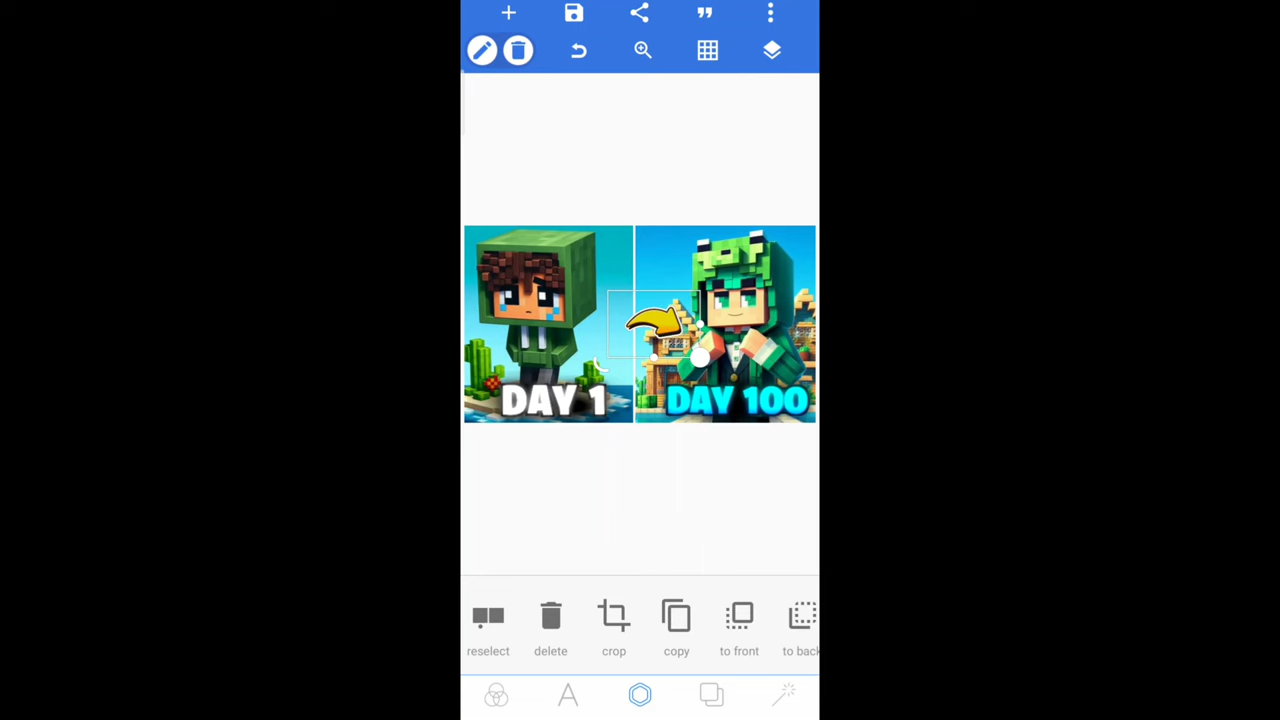 DAY 1
DAY 100
reselect
delete
crop
copy
to front
to back